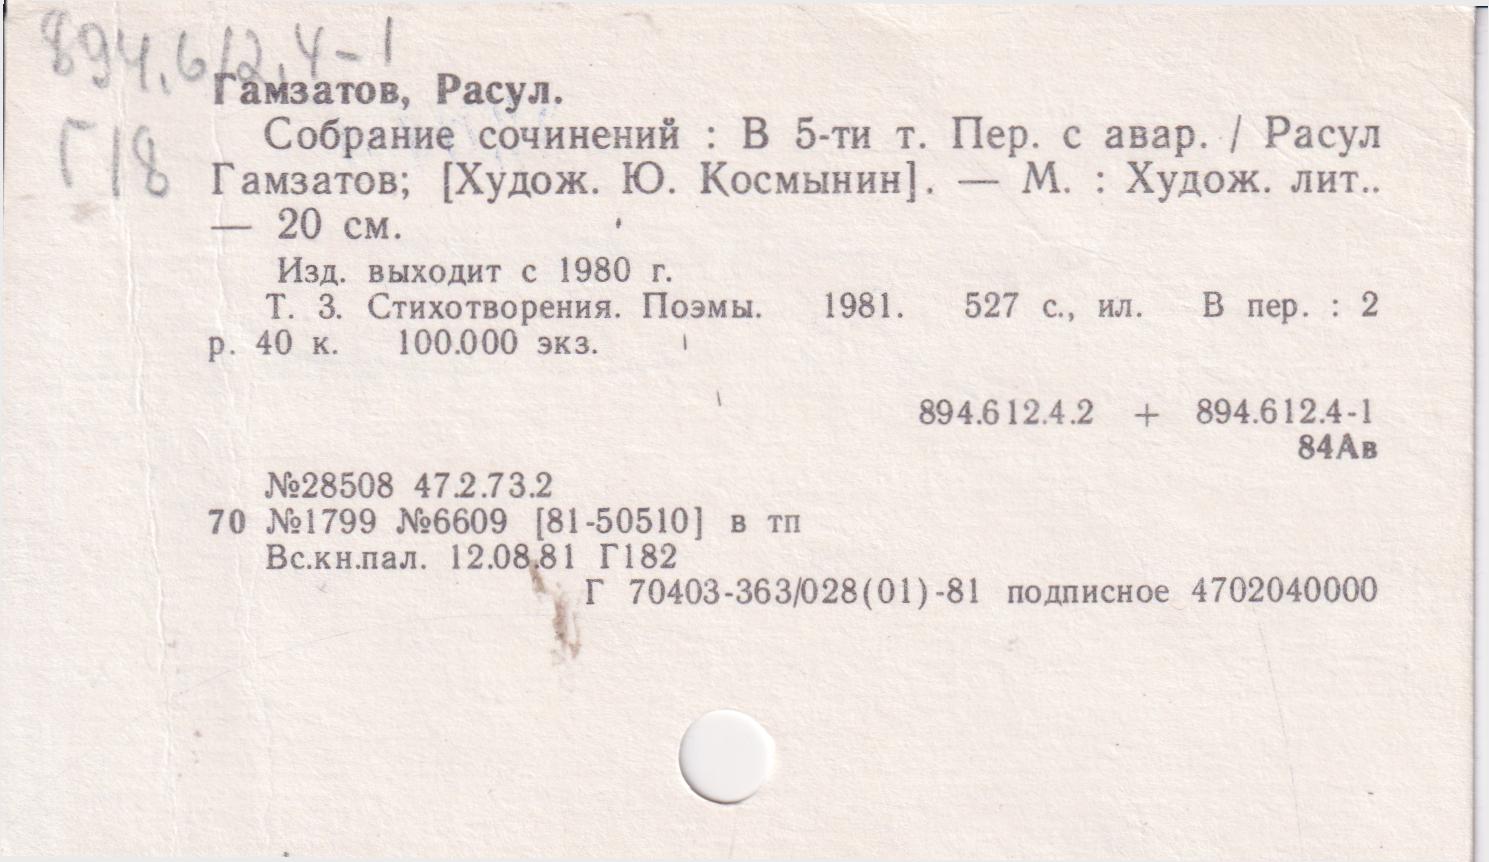 894.612.4-1
Гамзатов, Расул.
Г18
Собрание сочинений : В 5-ти т. Пер. с авар. / Расул
Гамзатов; [Худож. Ю. Космынин]. — М. : Худож. лит..
— 20 см.
Изд. выходит с 1980 г.
Т. 3. Стихотворения. Поэмы. 1981. 527 с., ил. В пер. : 2
р. 40 к. 100.000 экз.
894.612.4.2 + 894.612.4-1
84Ав
№28508 47.2.73.2
70 №1799 №6609 [81-50510] в тп
Вс.кн.пал. 12.08.81 Г182
Г 70403-363/028(01)-81 подписное 4702040000